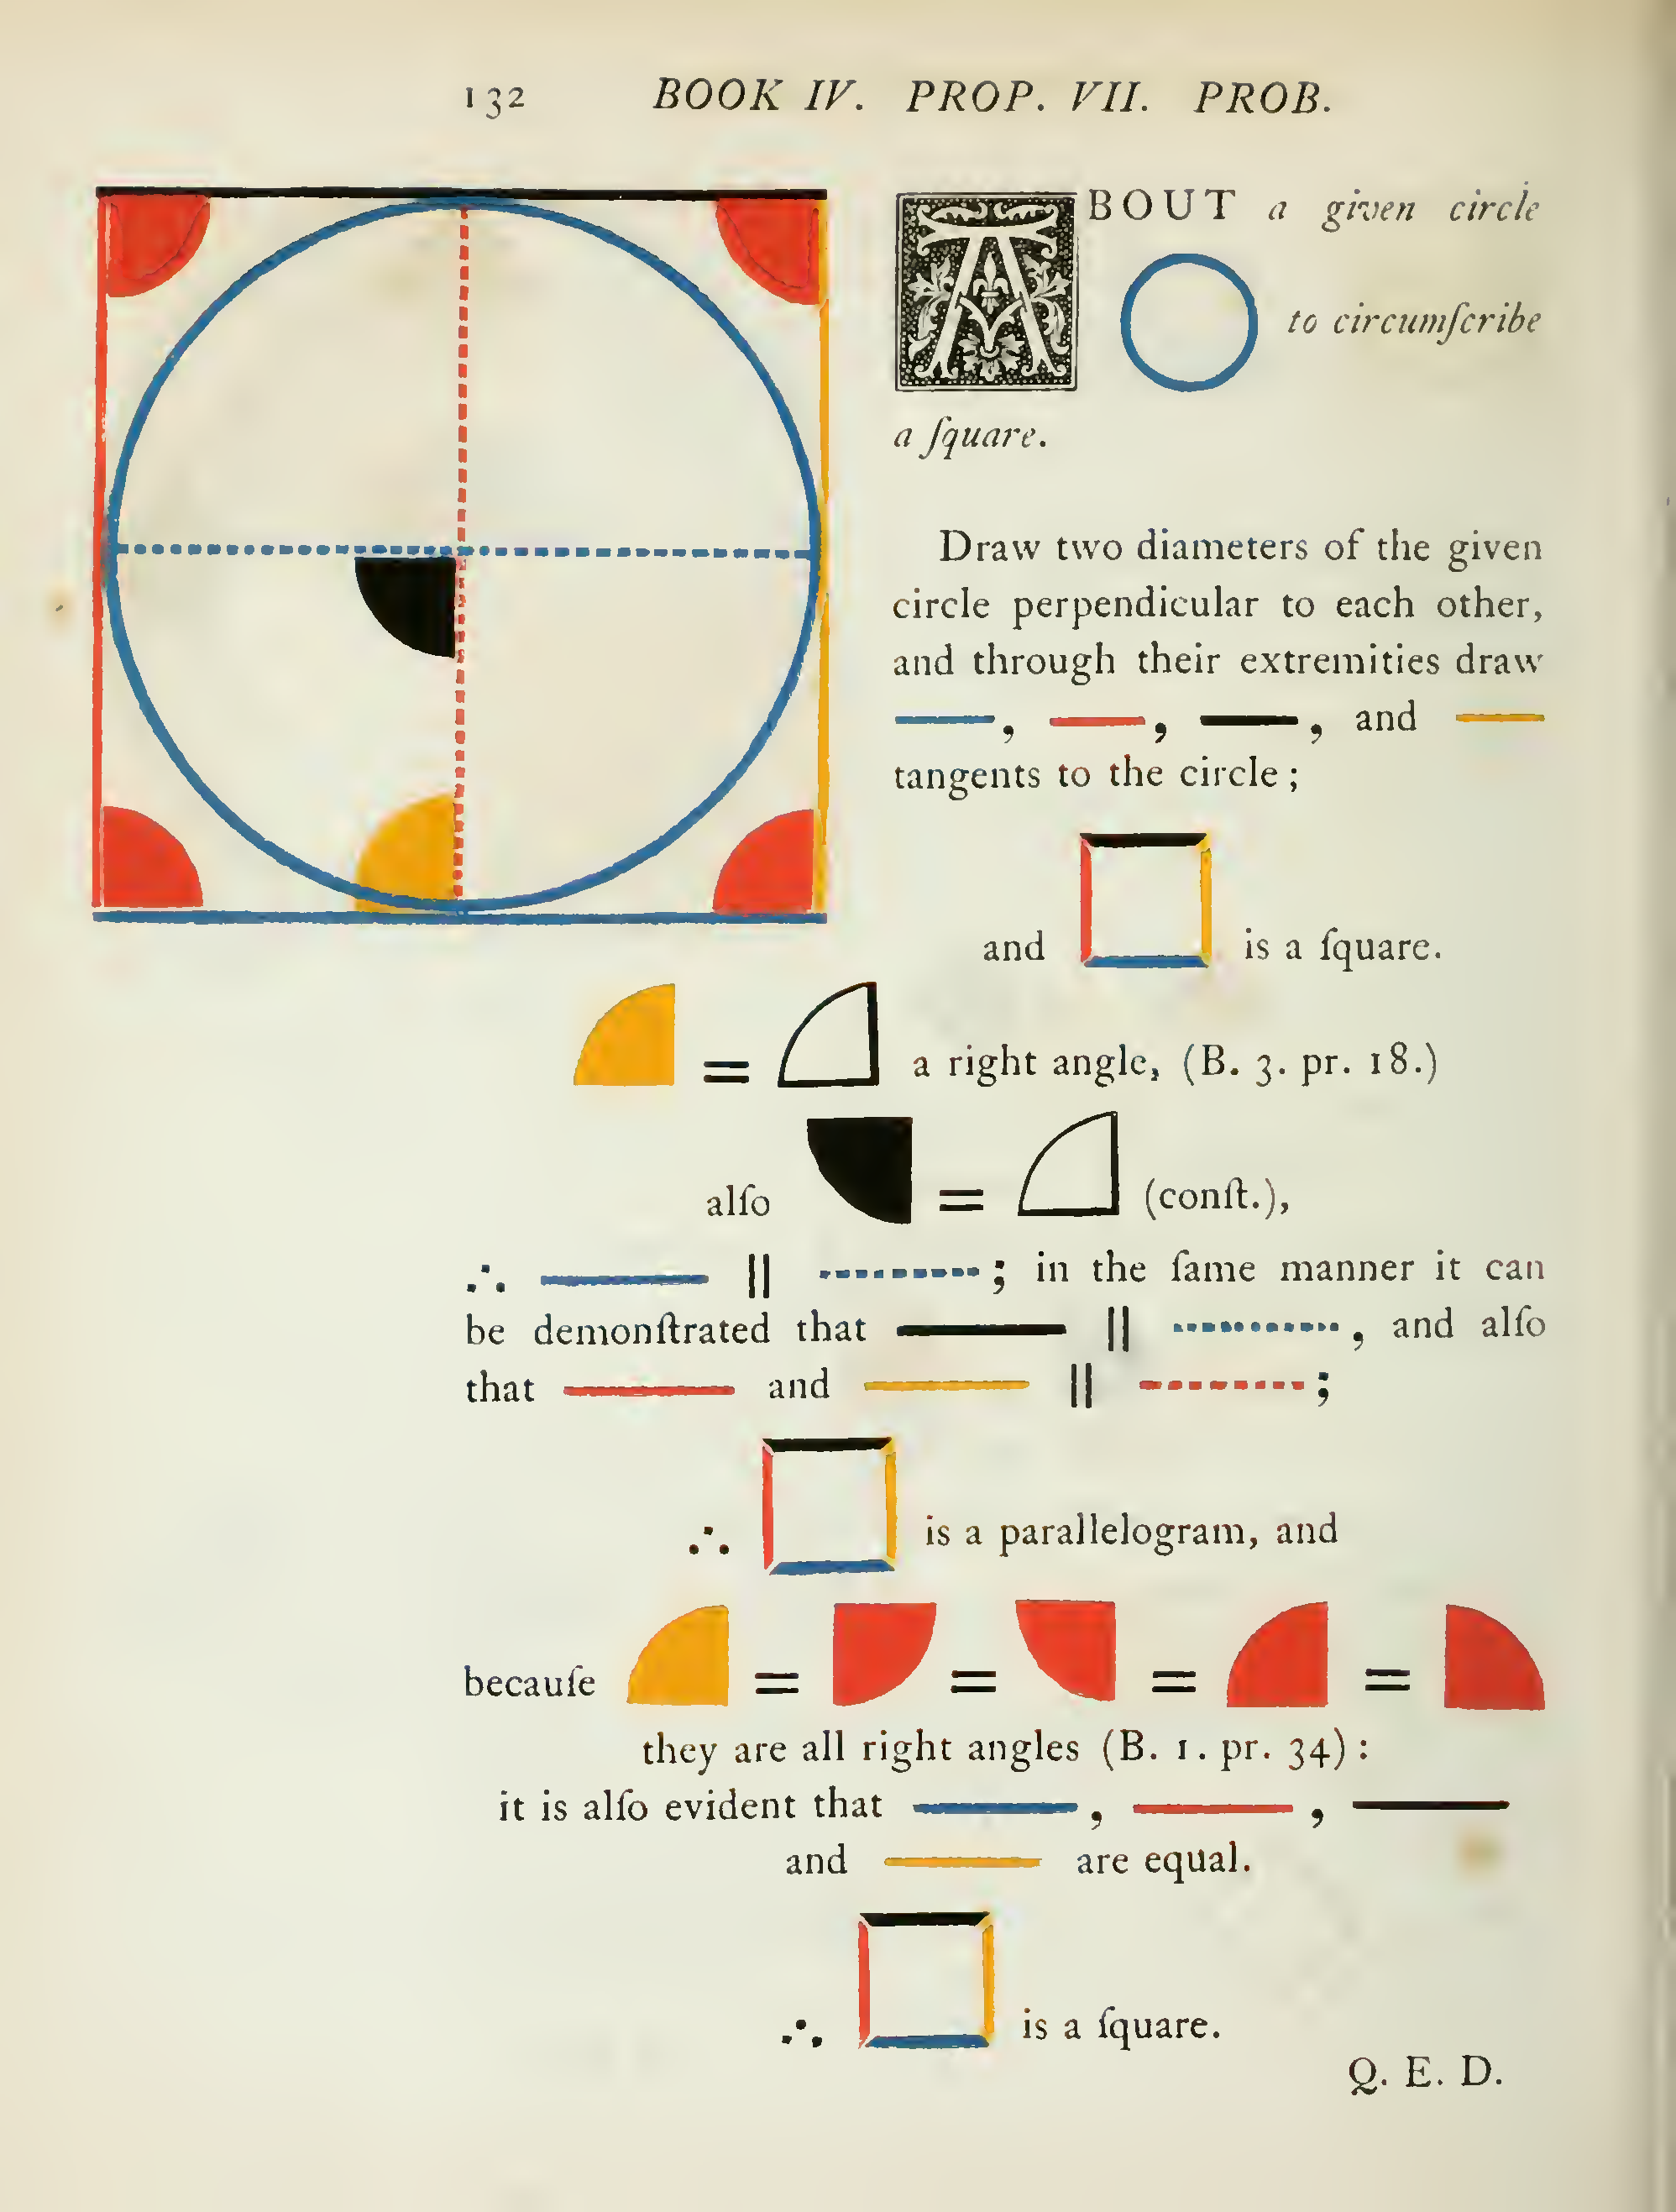 132 BOOK IV. PROP. VII. PROB.
ABOUT a given circle
to circumſcribe
a ſquare.
Draw two diameters of the given
circle perpendicular to each other,
and through their extremities draw
, , , and
tangents to the circle ;
and is a ſquare.
= a right angle, (B. 3. pr. 18.)
alſo = (conſt.),
∴ || ; in the ſame manner it can
be demonſtrated that || , and alſo
that and || ;
∴ is a parallelogram, and
becauſe = = = =
they are all right angles (B. 1. pr. 34) :
it is alſo evident that , ,
and are equal.
∴ is a ſquare.
Q. E. D.